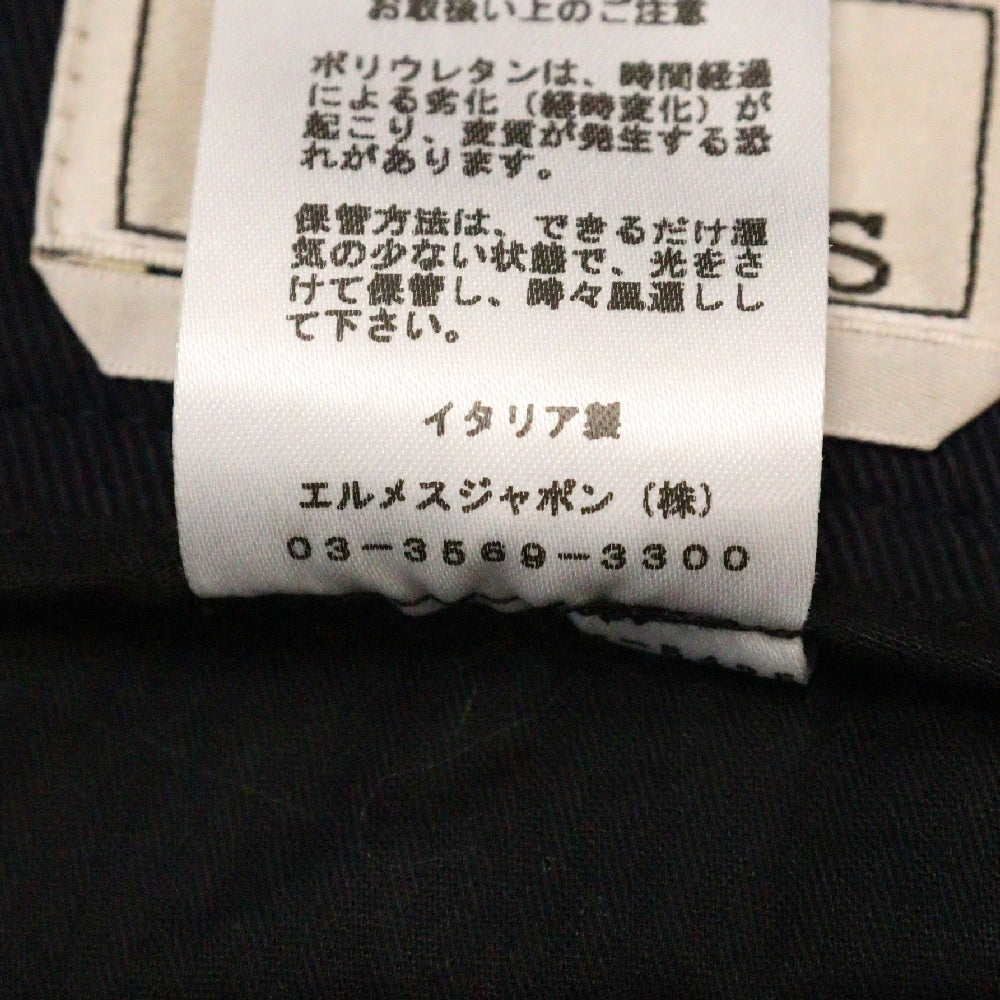 お取扱い上のご注意
ポリウレタンは、時間経過
による劣化（経時変化）が
起こり、変質が発生する恐
れがあります。
保管方法は、できるだけ湿
気の少ない状態で、光をさ
けて保管し、時々風通しし
て下さい。
イタリア製
エルメスジャポン（株）
03-3569-3300
S